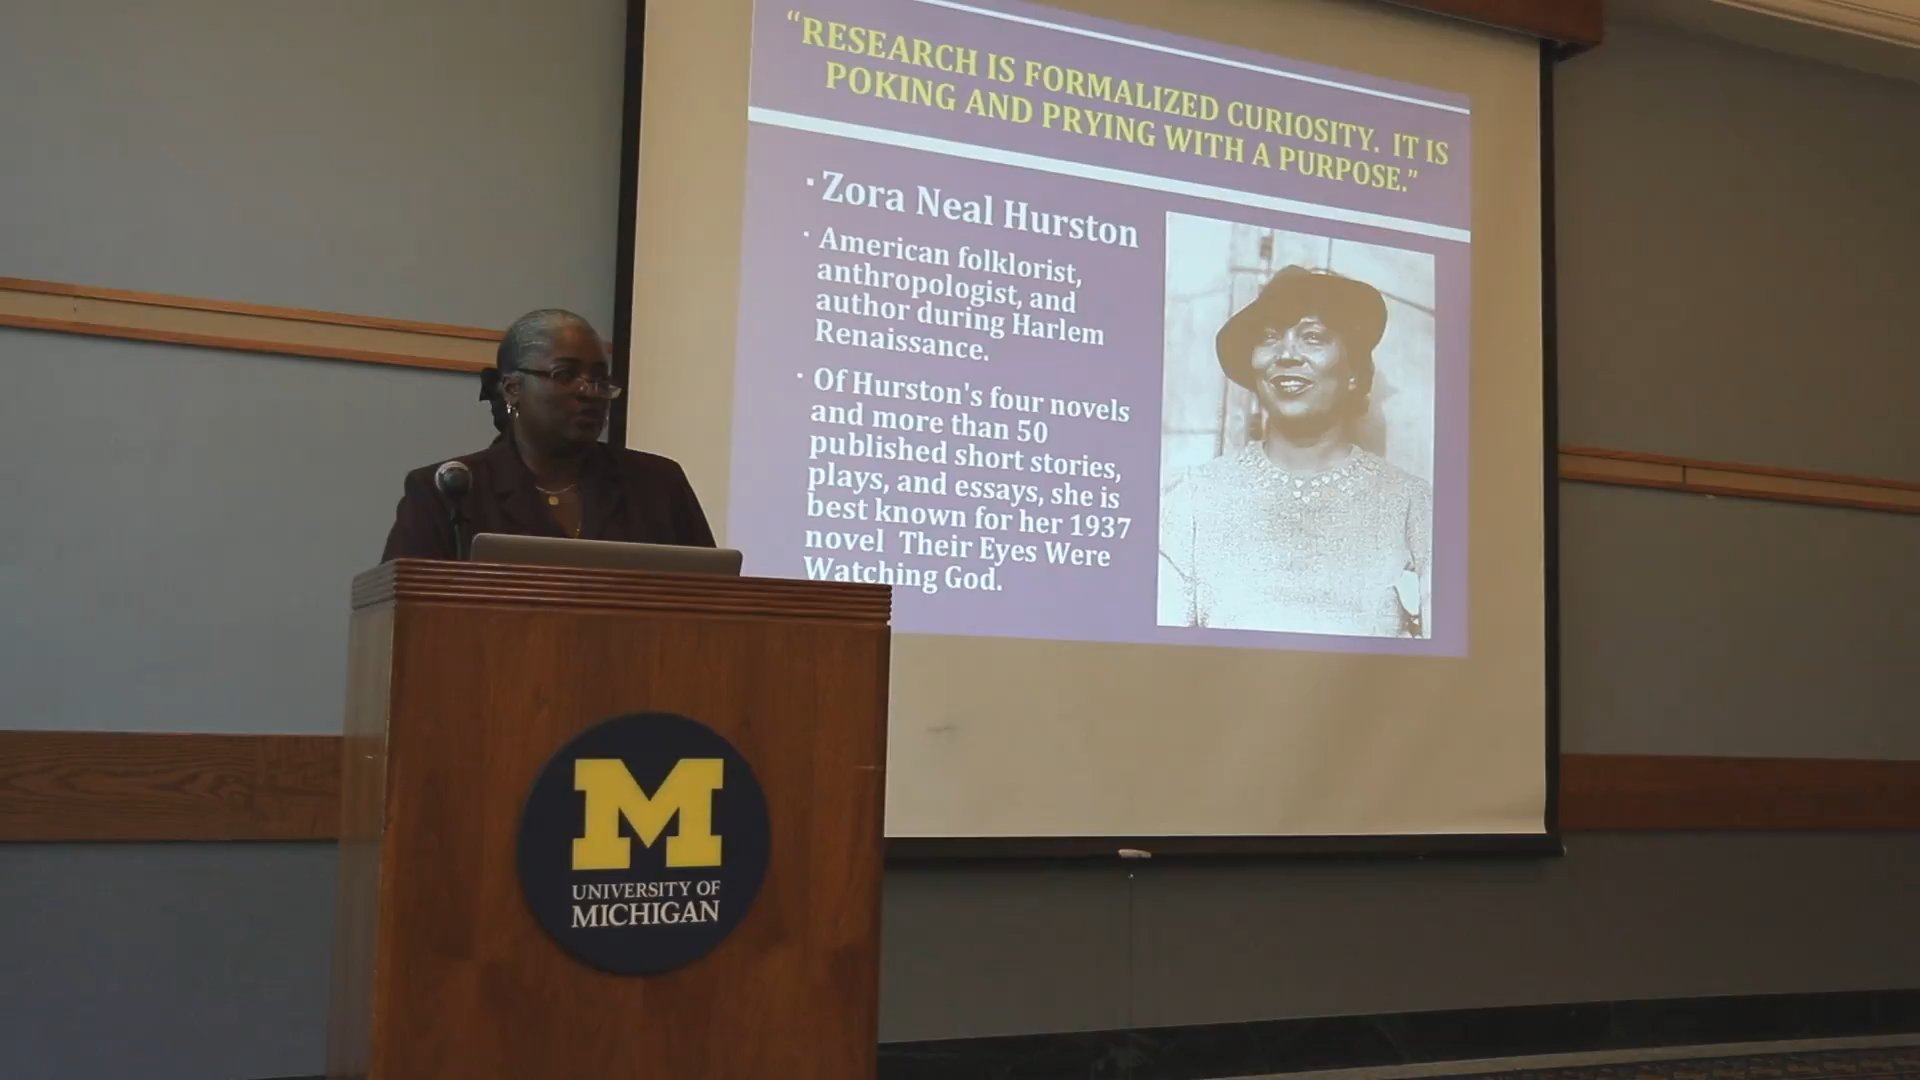 “RESEARCH IS FORMALIZED CURIOSITY. IT IS
POKING AND PRYING WITH A PURPOSE.”
· Zora Neal Hurston
· American folklorist,
anthropologist, and
author during Harlem
Renaissance.
· Of Hurston's four novels
and more than 50
published short stories,
plays, and essays, she is
best known for her 1937
novel Their Eyes Were
Watching God.
M
UNIVERSITY OF
MICHIGAN